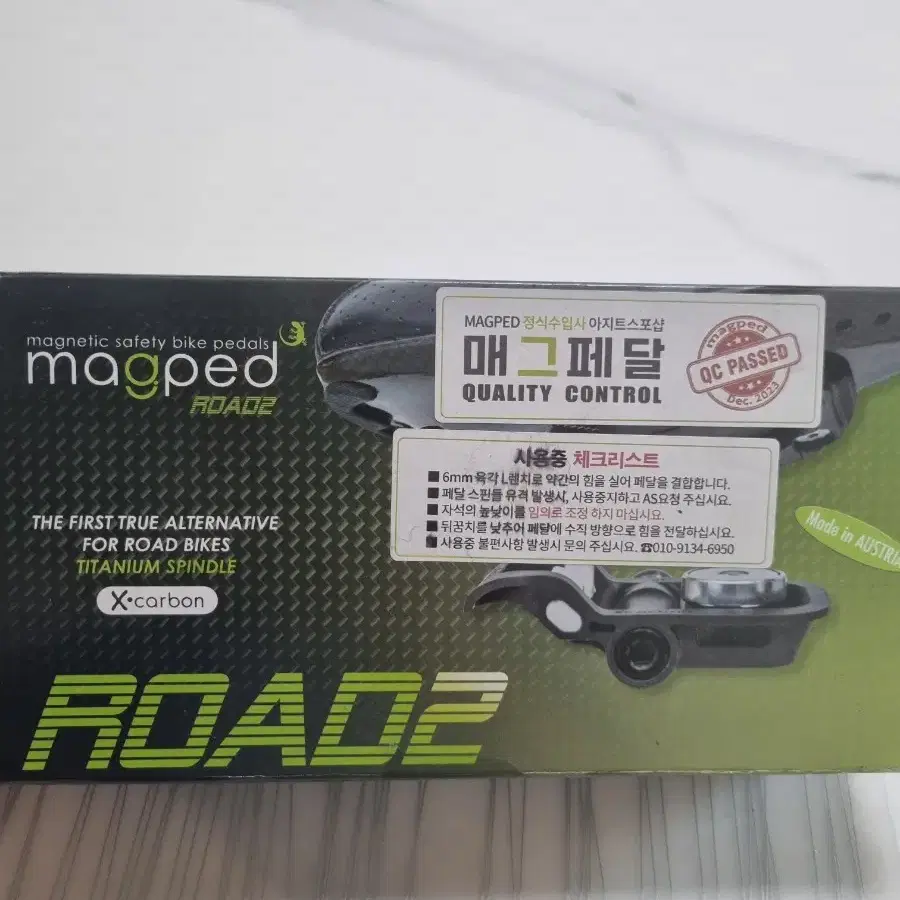 magnetic safety bike pedals
magped
ROAD2
THE FIRST TRUE ALTERNATIVE
FOR ROAD BIKES
TITANIUM SPINDLE
X•carbon
ROAD2
MAGPED 정식수입사 아지트스포샵
매그페달
QUALITY CONTROL
magped
QC PASSED
Dec. 2023
사용중 체크리스트
■ 6mm 육각 L렌치로 약간의 힘을 실어 페달을 결합합니다.
■ 페달 스핀들 유격 발생시, 사용중지하고 AS요청 주십시요.
■ 자석의 높낮이를 임의로 조정 하지 마십시요.
■ 뒤꿈치를 낮추어 페달에 수직 방향으로 힘을 전달하십시요.
■ 사용중 불편사항 발생시 문의 주십시요. ☎010-9134-6950
Made in AUSTRIA